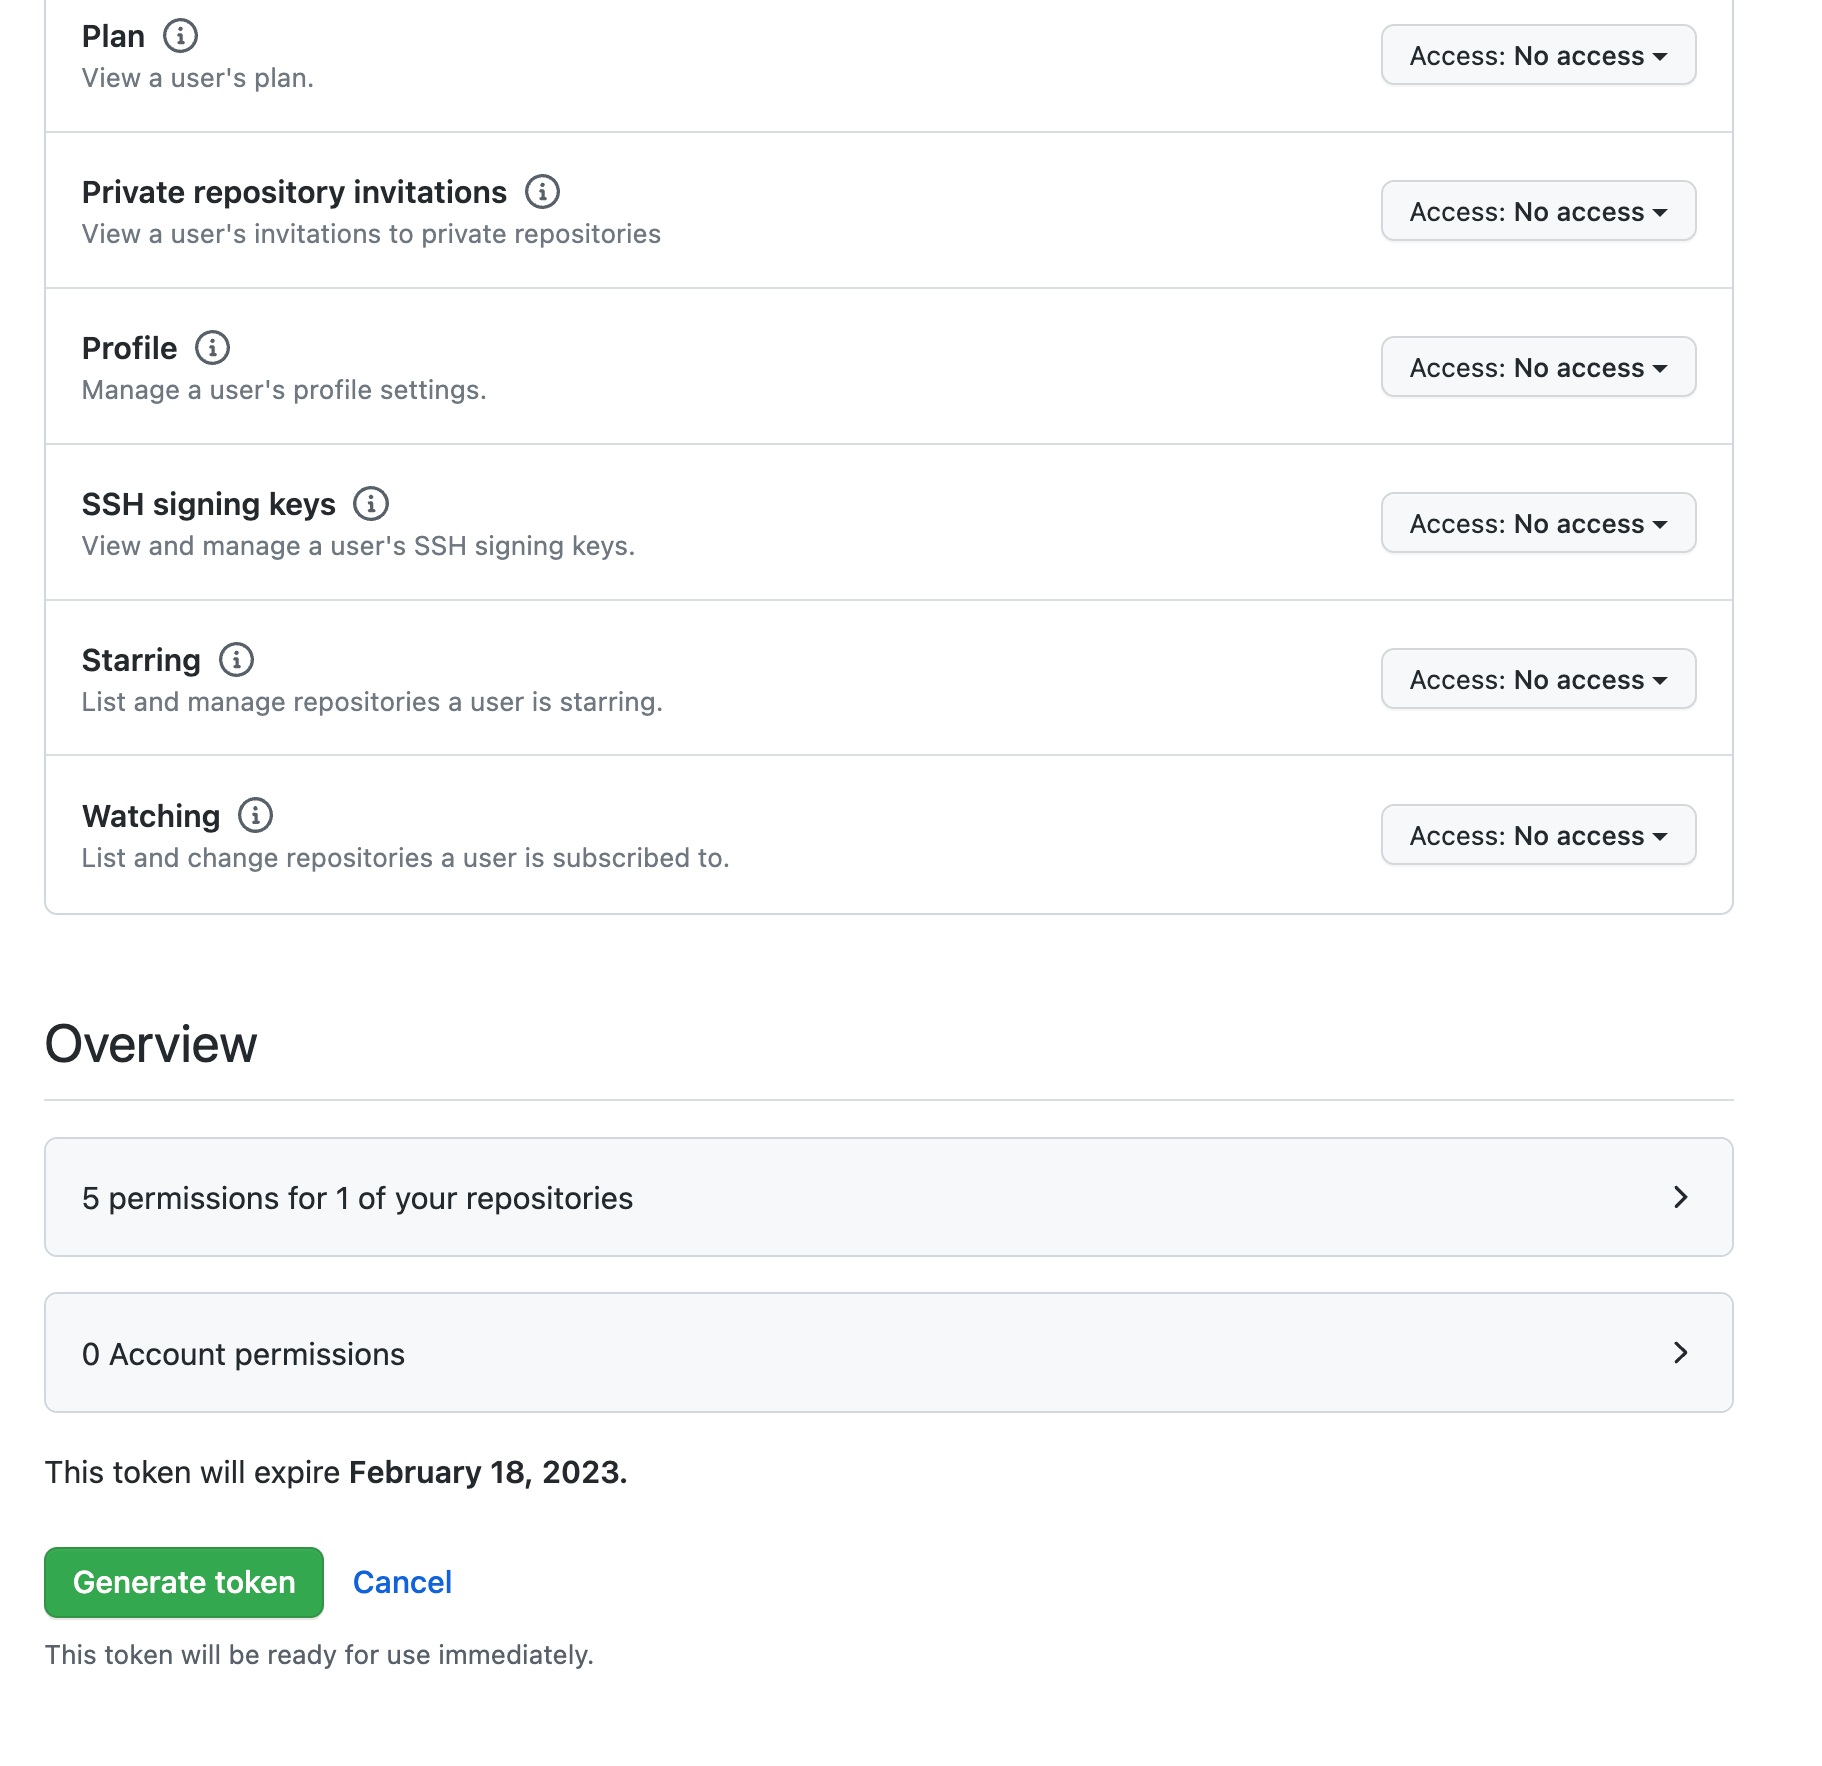 Plan
View a user's plan.
Access: No access
Private repository invitations
View a user's invitations to private repositories
Access: No access
Profile
Manage a user's profile settings.
Access: No access
SSH signing keys
View and manage a user's SSH signing keys.
Access: No access
Starring
List and manage repositories a user is starring.
Access: No access
Watching
List and change repositories a user is subscribed to.
Access: No access
Overview
5 permissions for 1 of your repositories
0 Account permissions
This token will expire February 18, 2023.
Generate token
Cancel
This token will be ready for use immediately.